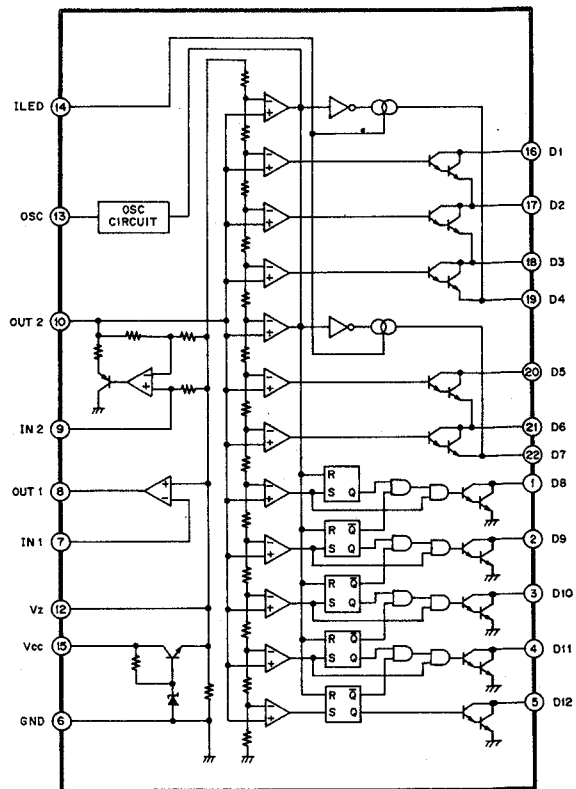 ILED 14
16 D1
OSC 13 OSC
CIRCUIT
17 D2
18 D3
19 D4
OUT 2 10
20 D5
IN 2 9
21 D6
22 D7
OUT 1 8
IN 1 7
Vz 12
Vcc 15
GND 6
R
S Q
1 D8
R Q̅
S Q
2 D9
R Q̅
S Q
3 D10
R Q̅
S Q
4 D11
R Q̅
S Q
5 D12
- +
- +
- +
- +
- +
- +
- +
- +
- +
- +
- +
- +
- +
+ -